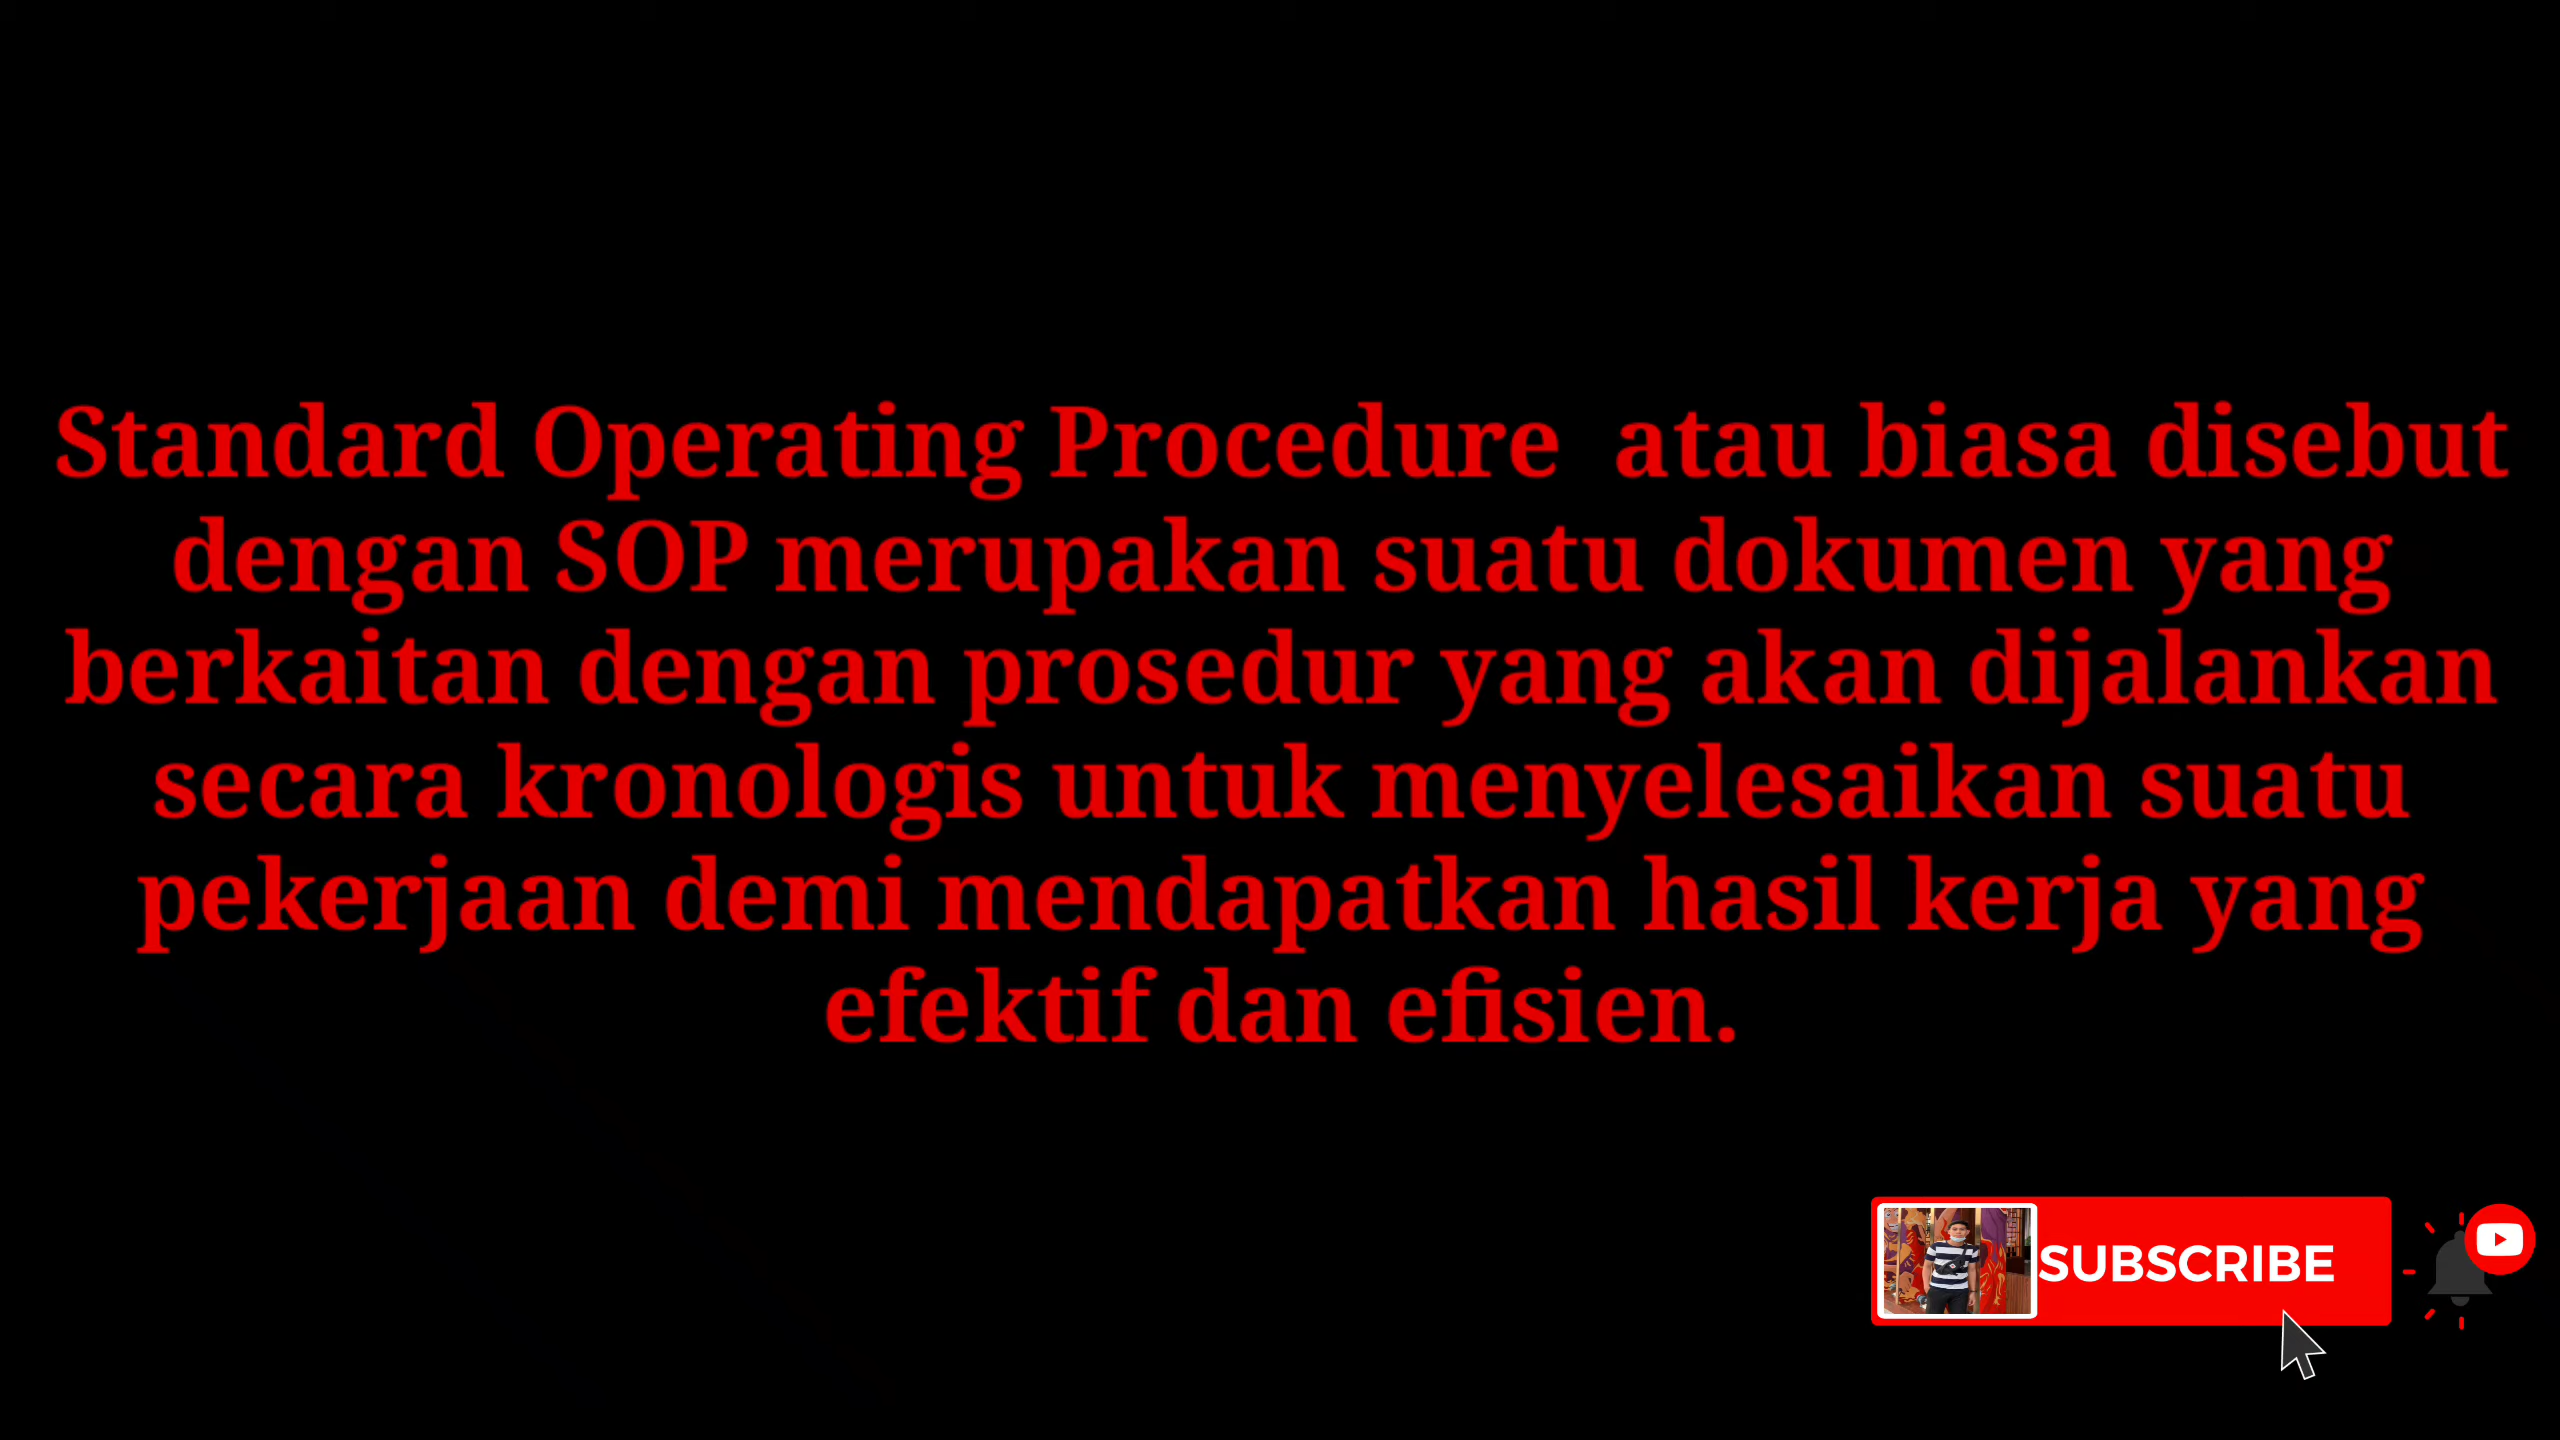 Standard Operating Procedure  atau biasa disebut
dengan SOP merupakan suatu dokumen yang
berkaitan dengan prosedur yang akan dijalankan
secara kronologis untuk menyelesaikan suatu
pekerjaan demi mendapatkan hasil kerja yang
efektif dan efisien.
SUBSCRIBE